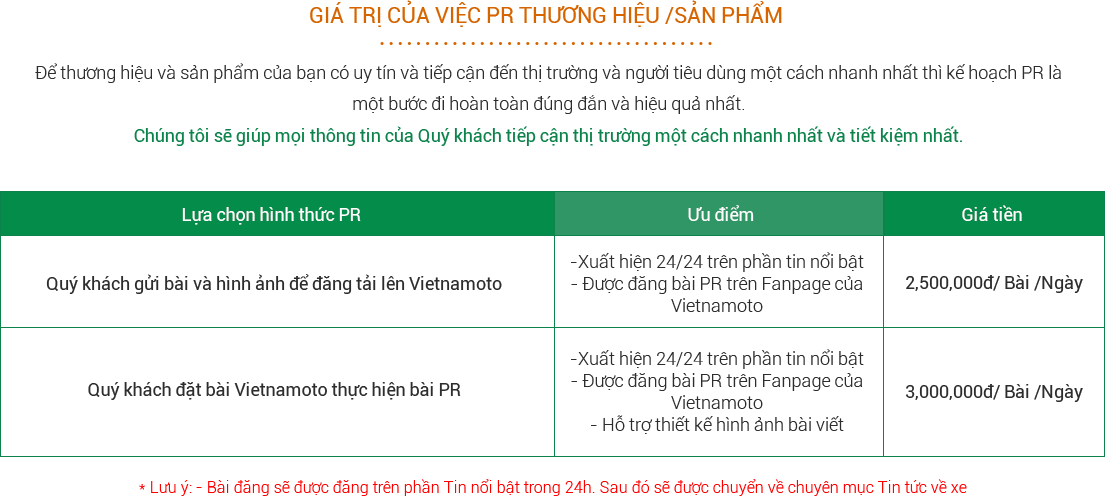 GIÁ TRỊ CỦA VIỆC PR THƯƠNG HIỆU /SẢN PHẨM
Để thương hiệu và sản phẩm của bạn có uy tín và tiếp cận đến thị trường và người tiêu dùng một cách nhanh nhất thì kế hoạch PR là
một bước đi hoàn toàn đúng đắn và hiệu quả nhất.
Chúng tôi sẽ giúp mọi thông tin của Quý khách tiếp cận thị trường một cách nhanh nhất và tiết kiệm nhất.
Lựa chọn hình thức PR
Ưu điểm
Giá tiền
Quý khách gửi bài và hình ảnh để đăng tải lên Vietnamoto
-Xuất hiện 24/24 trên phần tin nổi bật
- Được đăng bài PR trên Fanpage của
Vietnamoto
2,500,000đ/ Bài /Ngày
Quý khách đặt bài Vietnamoto thực hiện bài PR
-Xuất hiện 24/24 trên phần tin nổi bật
- Được đăng bài PR trên Fanpage của
Vietnamoto
- Hỗ trợ thiết kế hình ảnh bài viết
3,000,000đ/ Bài /Ngày
* Lưu ý: - Bài đăng sẽ được đăng trên phần Tin nổi bật trong 24h. Sau đó sẽ được chuyển về chuyên mục Tin tức về xe